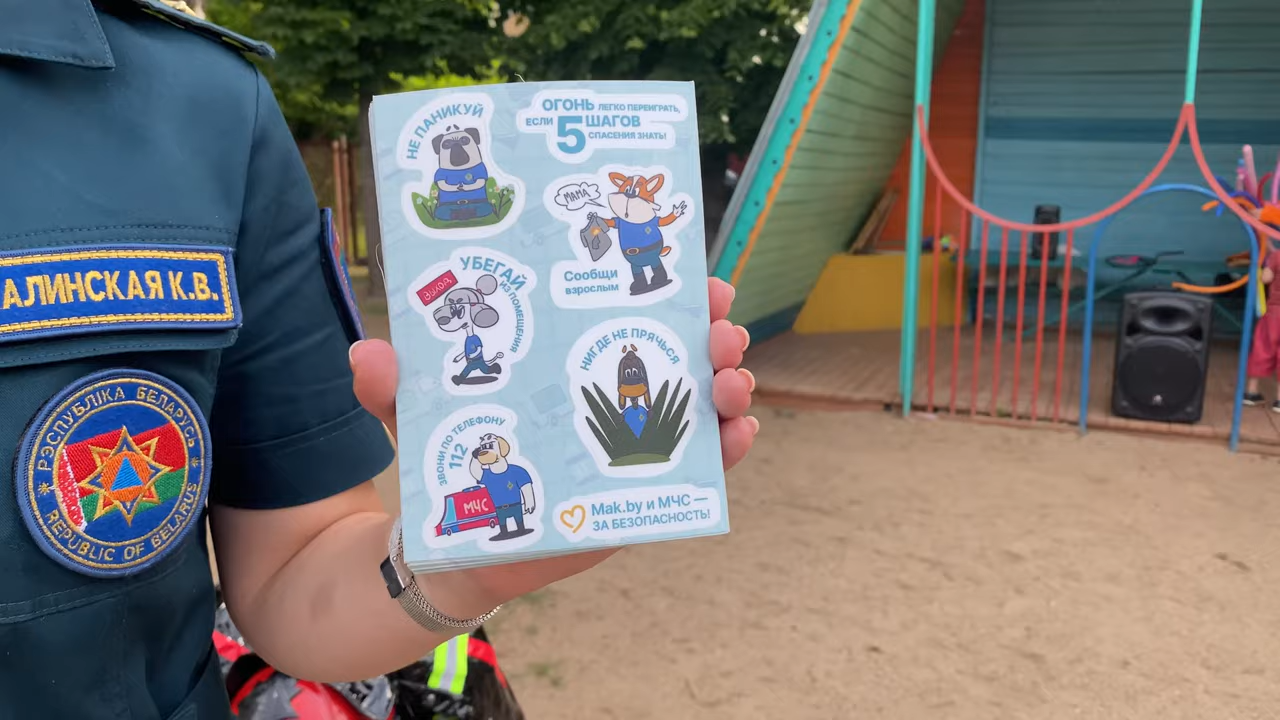 АЛИНСКАЯ К.В.
РЭСПУБЛІКА БЕЛАРУСЬ
REPUBLIC OF BELARUS
НЕ ПАНИКУЙ
ОГОНЬ ЛЕГКО ПЕРЕИГРАТЬ,
ЕСЛИ 5 ШАГОВ
СПАСЕНИЯ ЗНАТЬ!
МАМА
Сообщи
взрослым
УБЕГАЙ
ИЗ ПОМЕЩЕНИЯ
НИГДЕ НЕ ПРЯЧЬСЯ
ЗВОНИ ПО ТЕЛЕФОНУ
112
МЧС
Mak.by и МЧС —
ЗА БЕЗОПАСНОСТЬ!